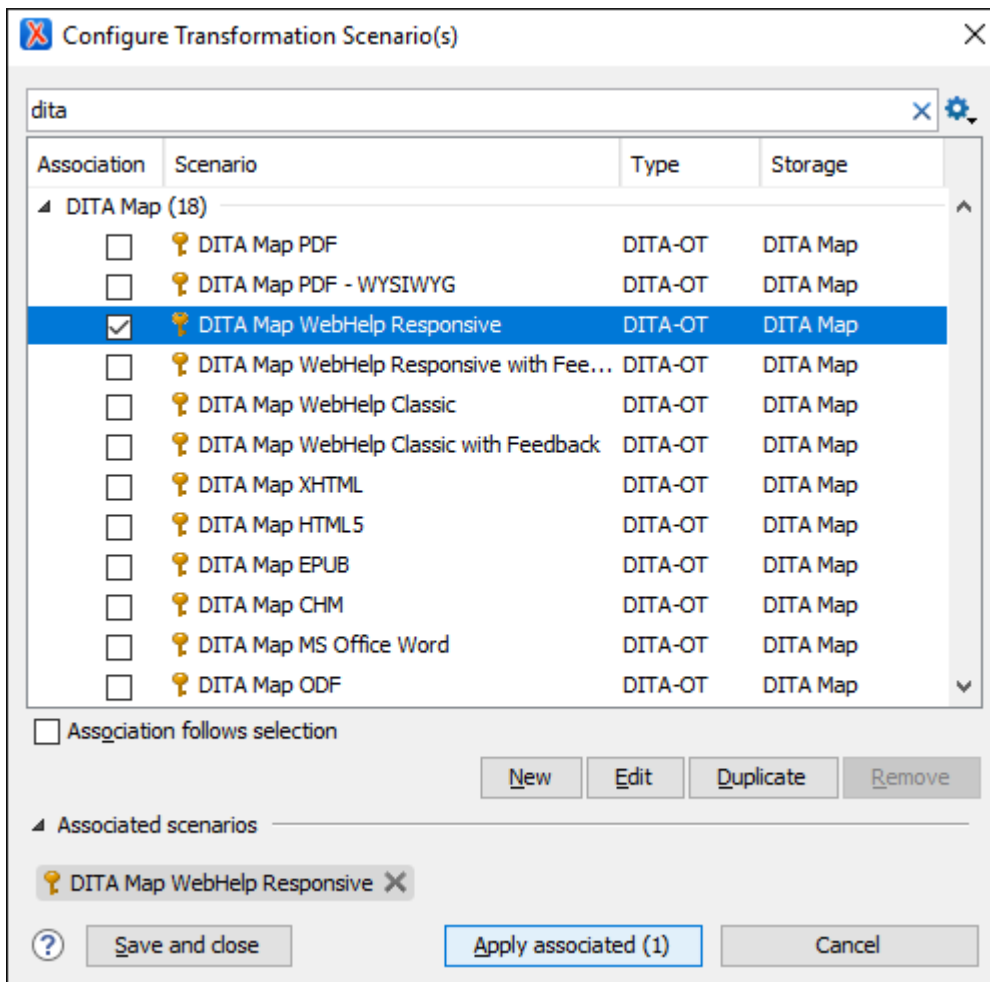 Configure Transformation Scenario(s)
dita
Association Scenario Type Storage
DITA Map (18)
DITA Map PDF DITA-OT DITA Map
DITA Map PDF - WYSIWYG DITA-OT DITA Map
DITA Map WebHelp Responsive DITA-OT DITA Map
DITA Map WebHelp Responsive with Fee... DITA-OT DITA Map
DITA Map WebHelp Classic DITA-OT DITA Map
DITA Map WebHelp Classic with Feedback DITA-OT DITA Map
DITA Map XHTML DITA-OT DITA Map
DITA Map HTML5 DITA-OT DITA Map
DITA Map EPUB DITA-OT DITA Map
DITA Map CHM DITA-OT DITA Map
DITA Map MS Office Word DITA-OT DITA Map
DITA Map ODF DITA-OT DITA Map
Association follows selection
New Edit Duplicate Remove
Associated scenarios
DITA Map WebHelp Responsive
? Save and close Apply associated (1) Cancel